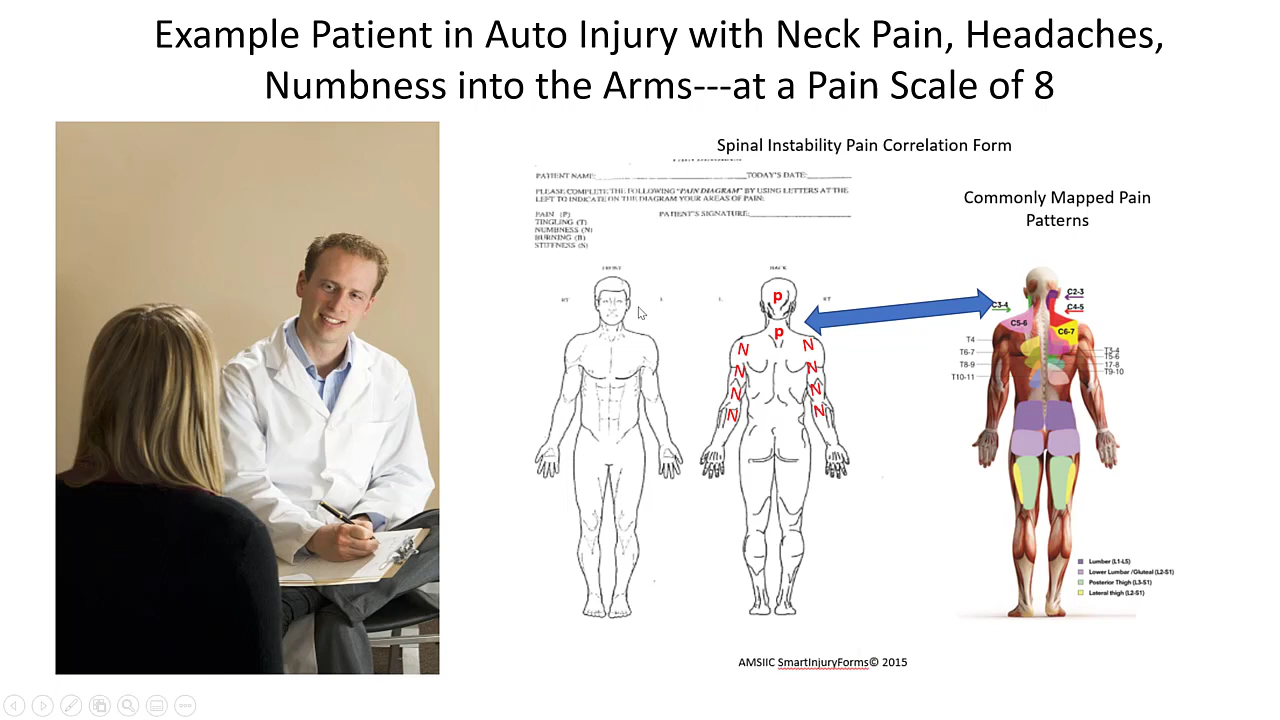 Example Patient in Auto Injury with Neck Pain, Headaches,
Numbness into the Arms---at a Pain Scale of 8
Spinal Instability Pain Correlation Form
PATIENT NAME: TODAY'S DATE:
PLEASE COMPLETE THE FOLLOWING "PAIN DIAGRAM" BY USING LETTERS AT THE
LEFT TO INDICATE ON THE DIAGRAM YOUR AREAS OF PAIN:
PAIN (P) PATIENT'S SIGNATURE:
TINGLING (T)
NUMBNESS (N)
BURNING (B)
STIFFNESS (S)
Commonly Mapped Pain
Patterns
FRONT
BACK
RT
L
L
RT
P
P
N
N
N
N
N
N
N
N
C2-3
C3-4
C4-5
C5-6
C6-7
T4
T6-7
T8-9
T10-11
T3-4
T5-6
17-8
T9-10
Lumber (L1-L5)
Lower Lumbar /Gluteal (L2-S1)
Posterior Thigh (L3-S1)
Lateral thigh (L2-S1)
AMSIIC SmartInjuryForms© 2015